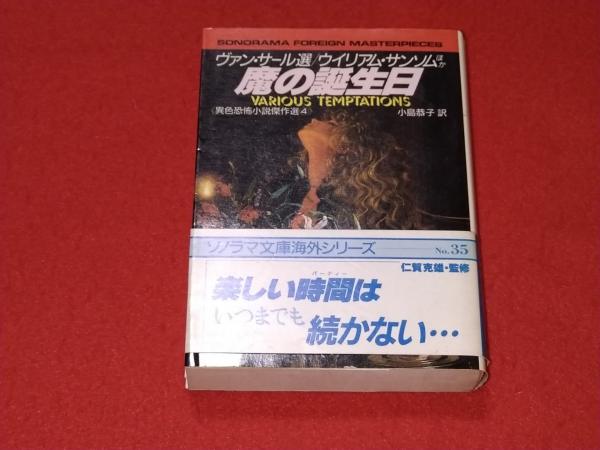 SONORAMA FOREIGN MASTERPIECES
ヴァン・サール選/ウイリアム・サンソムほか
魔の誕生日
VARIOUS TEMPTATIONS
《異色恐怖小説傑作選4》 小島恭子 訳
ソノラマ文庫海外シリーズ No.35
仁賀克雄・監修
パーティー
楽しい時間は
いつまでも
続かない…